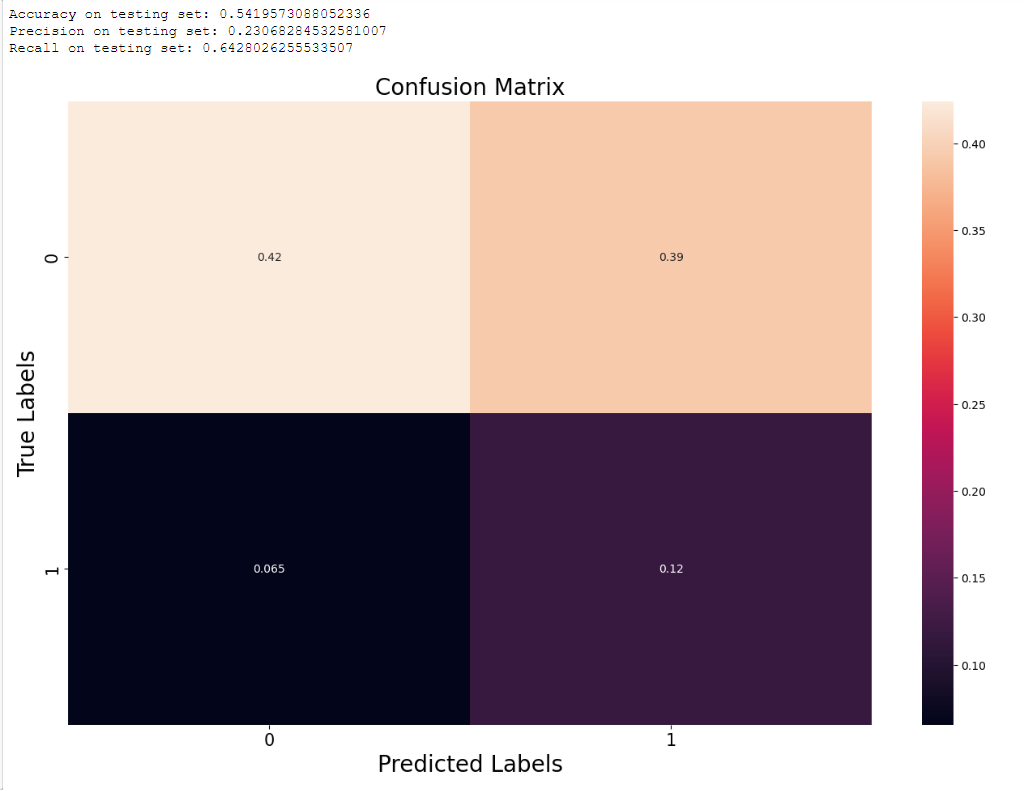 Accuracy on testing set: 0.5419573088052336
Precision on testing set: 0.23068284532581007
Recall on testing set: 0.6428026255533507
Confusion Matrix
0.42 0.39
0.065 0.12
0
1
True Labels
0 1
Predicted Labels
0.40
0.35
0.30
0.25
0.20
0.15
0.10